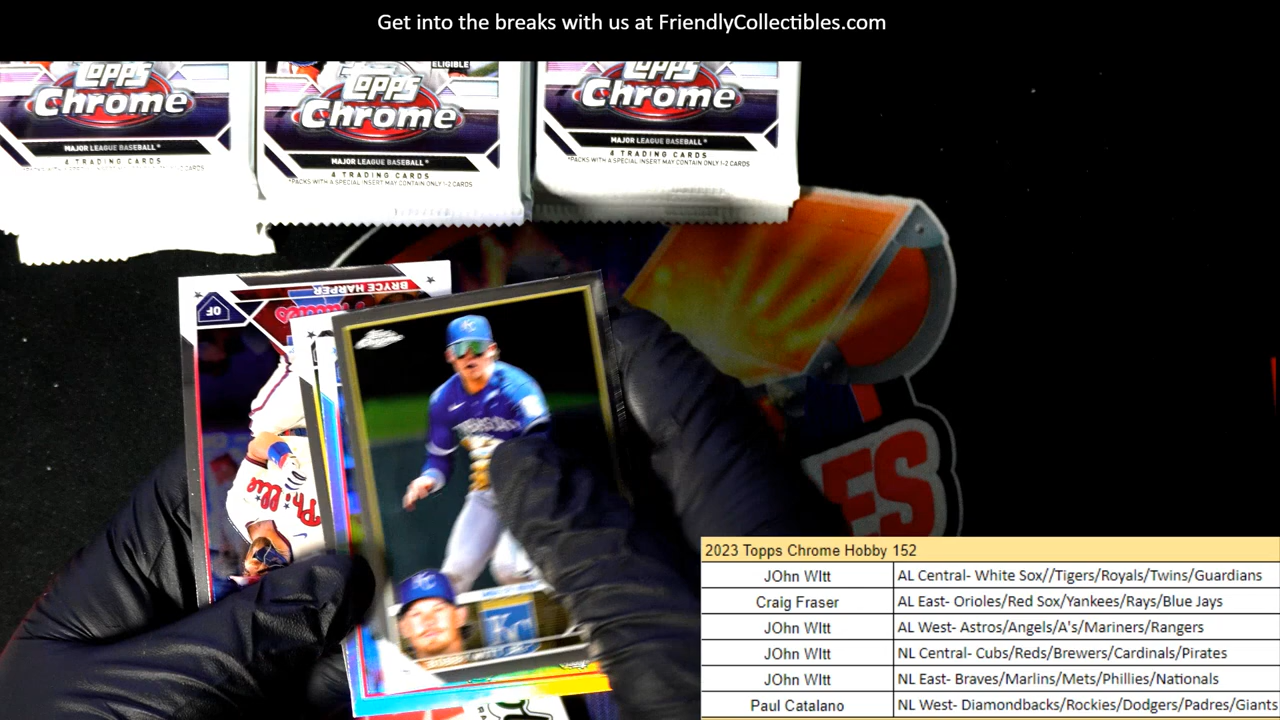 Get into the breaks with us at FriendlyCollectibles.com
Topps
Chrome
MAJOR LEAGUE BASEBALL®
4 TRADING CARDS
ELIGIBLE
Topps
Chrome
MAJOR LEAGUE BASEBALL®
4 TRADING CARDS
*PACKS WITH A SPECIAL INSERT MAY CONTAIN ONLY 1-2 CARDS
Topps
Chrome
MAJOR LEAGUE BASEBALL®
4 TRADING CARDS
*PACKS WITH A SPECIAL INSERT MAY CONTAIN ONLY 1-2 CARDS
BRYCE HARPER
OF
Phillie
KC
ES
2023 Topps Chrome Hobby 152
JOhn WItt AL Central- White Sox//Tigers/Royals/Twins/Guardians
Craig Fraser AL East- Orioles/Red Sox/Yankees/Rays/Blue Jays
JOhn WItt AL West- Astros/Angels/A's/Mariners/Rangers
JOhn WItt NL Central- Cubs/Reds/Brewers/Cardinals/Pirates
JOhn WItt NL East- Braves/Marlins/Mets/Phillies/Nationals
Paul Catalano NL West- Diamondbacks/Rockies/Dodgers/Padres/Giants